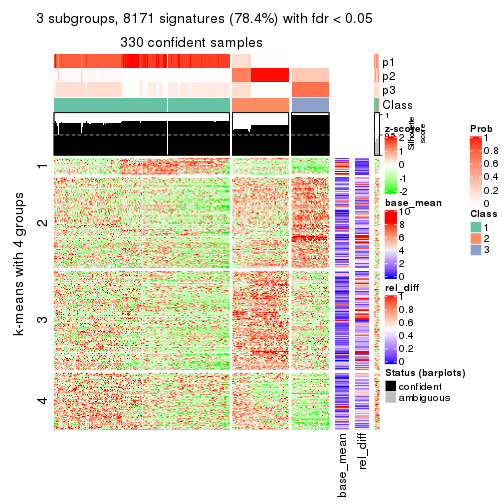 3 subgroups, 8171 signatures (78.4%) with fdr < 0.05
330 confident samples
p1
p2
p3
Class
1
Silhouette
score
z-score
2
1
0
-1
-2
base_mean
10
8
6
4
2
0
rel_diff
1
0.8
0.6
0.4
0.2
0
Status (barplots)
confident
ambiguous
Prob
1
0.8
0.6
0.4
0.2
0
Class
1
2
3
k-means with 4 groups
1
2
3
4
base_mean
rel_diff